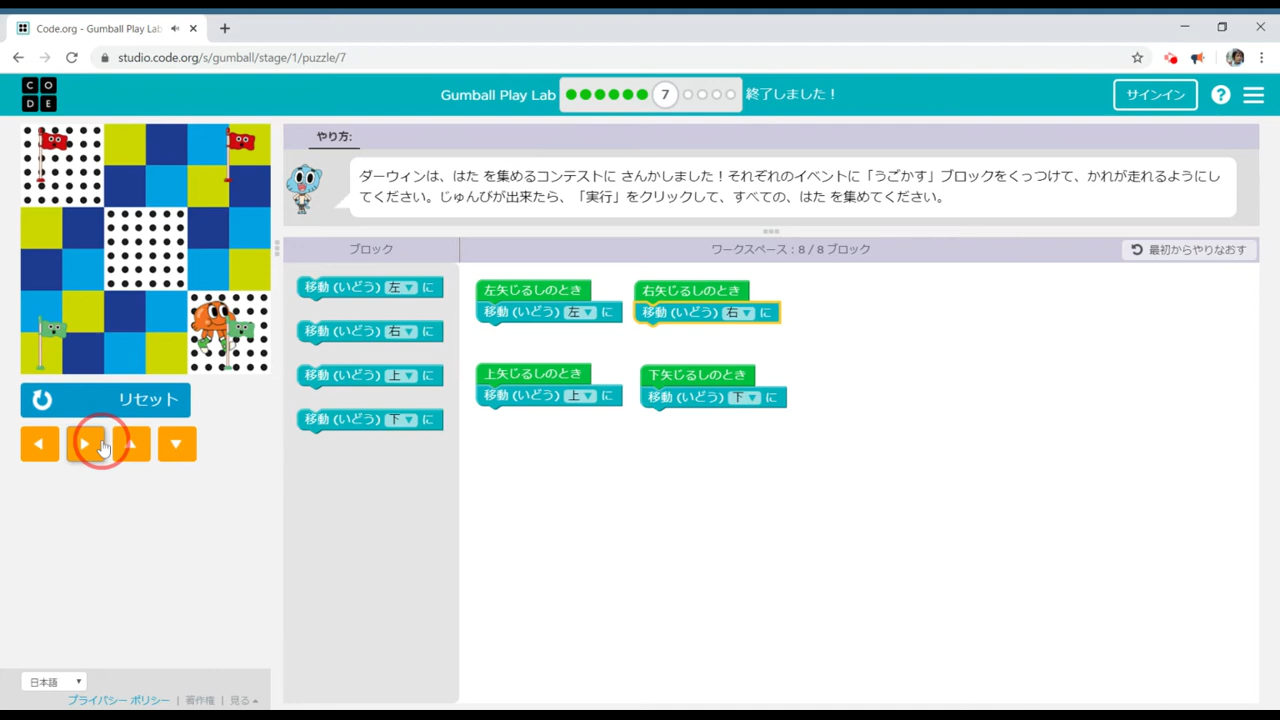 Code.org - Gumball Play Lab
studio.code.org/s/gumball/stage/1/puzzle/7
C O
D E
Gumball Play Lab
7
終了しました！
サインイン
?
やり方:
ダーウィンは、はた を集めるコンテストに さんかしました！それぞれのイベントに「うごかす」ブロックをくっつけて、かれが走れるようにし
てください。じゅんびが出来たら、「実行」をクリックして、すべての、はた を集めてください。
ブロック
ワークスペース : 8 / 8 ブロック
最初からやりなおす
移動 (いどう) 左 に
移動 (いどう) 右 に
移動 (いどう) 上 に
移動 (いどう) 下 に
左矢じるしのとき
移動 (いどう) 左 に
右矢じるしのとき
移動 (いどう) 右 に
上矢じるしのとき
移動 (いどう) 上 に
下矢じるしのとき
移動 (いどう) 下 に
リセット
日本語
プライバシー ポリシー | 著作権 | 見る